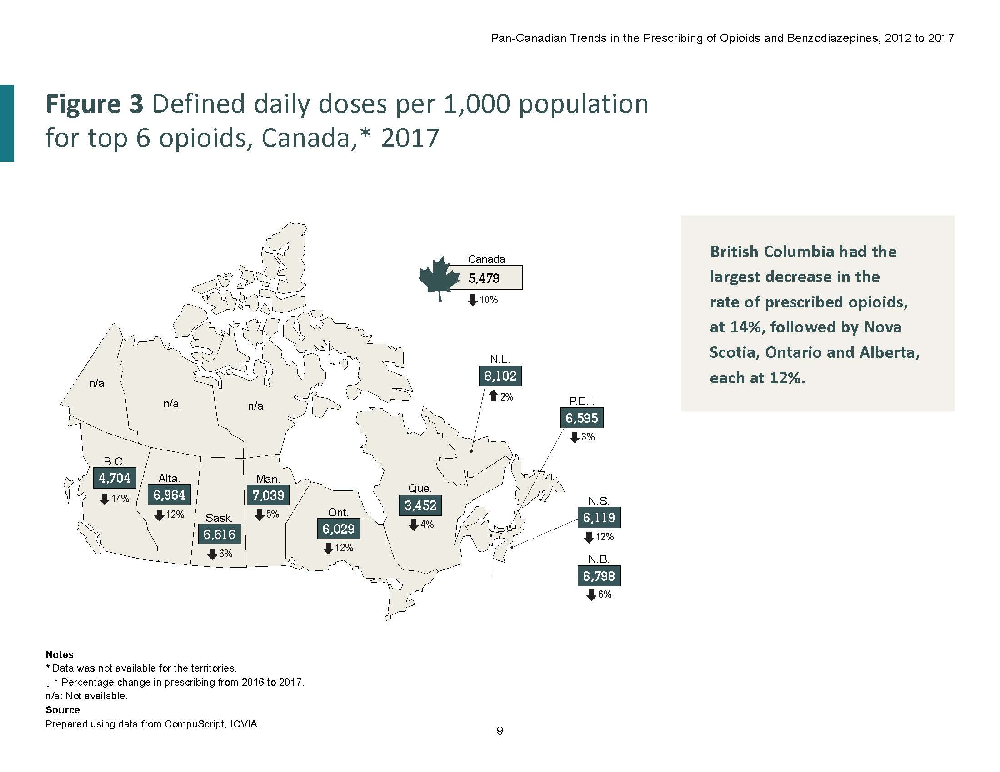 Pan-Canadian Trends in the Prescribing of Opioids and Benzodiazepines, 2012 to 2017
Figure 3 Defined daily doses per 1,000 population
for top 6 opioids, Canada,* 2017
Canada
5,479
10%
British Columbia had the
largest decrease in the
rate of prescribed opioids,
at 14%, followed by Nova
Scotia, Ontario and Alberta,
each at 12%.
n/a
n/a
n/a
N.L.
8,102
2%
P.E.I.
6,595
3%
B.C.
4,704
14%
Alta.
6,964
12%
Sask.
6,616
6%
Man.
7,039
5%
Ont.
6,029
12%
Que.
3,452
4%
N.S.
6,119
12%
N.B.
6,798
6%
Notes
* Data was not available for the territories.
↓ ↑ Percentage change in prescribing from 2016 to 2017.
n/a: Not available.
Source
Prepared using data from CompuScript, IQVIA.
9